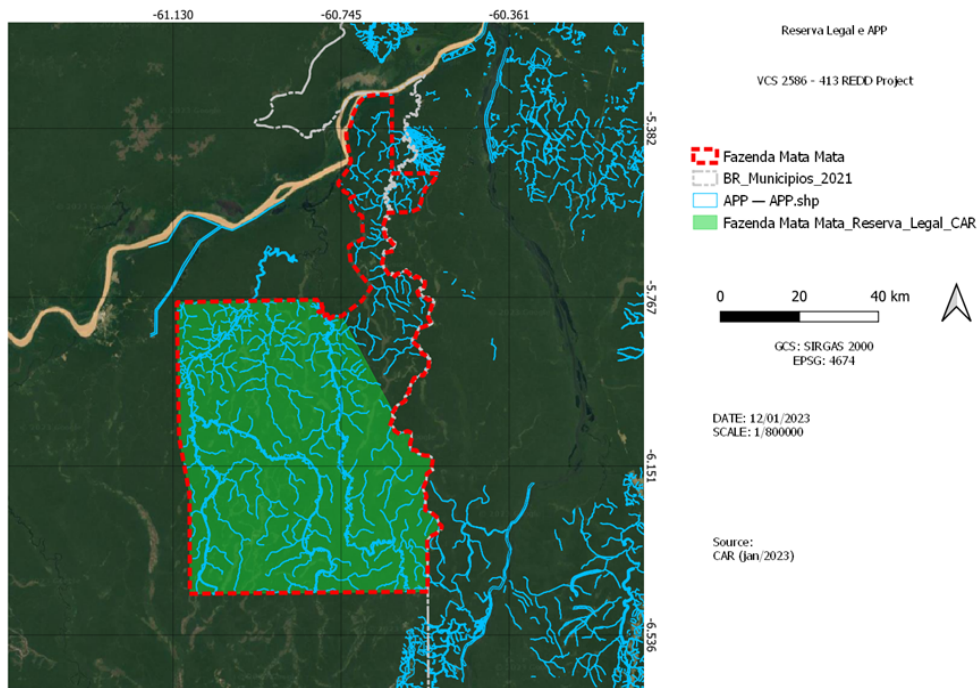 -61.130
-60.745
-60.361
-5.382
-5.767
-6.151
-6.536
Reserva Legal e APP
VCS 2586 - 413 REDD Project
Fazenda Mata Mata
BR_Municipios_2021
APP — APP.shp
Fazenda Mata Mata_Reserva_Legal_CAR
0 20 40 km
GCS: SIRGAS 2000
EPSG: 4674
DATE: 12/01/2023
SCALE: 1/800000
Source:
CAR (jan/2023)